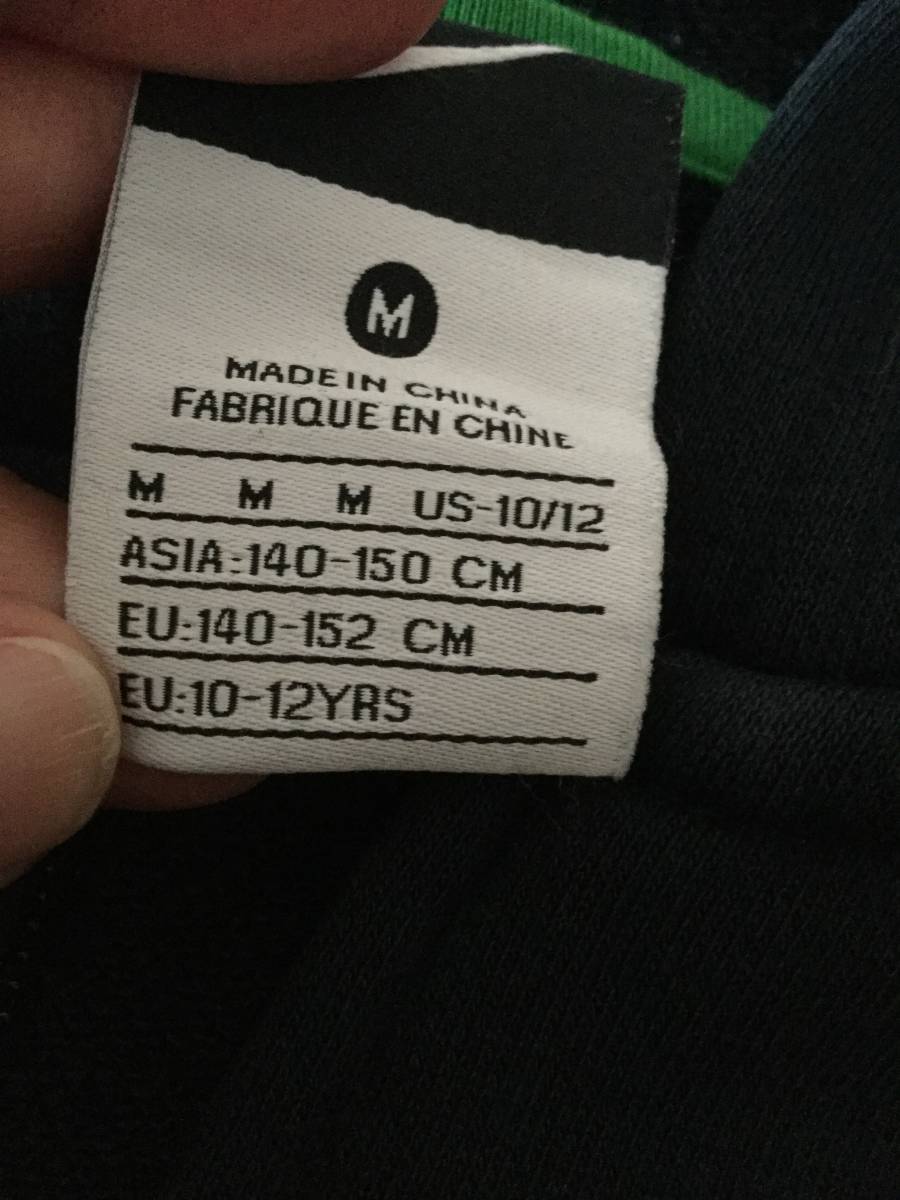 M
MADE IN CHINA
FABRIQUE EN CHINE
M M M US-10/12
ASIA:140-150 CM
EU:140-152 CM
EU:10-12YRS